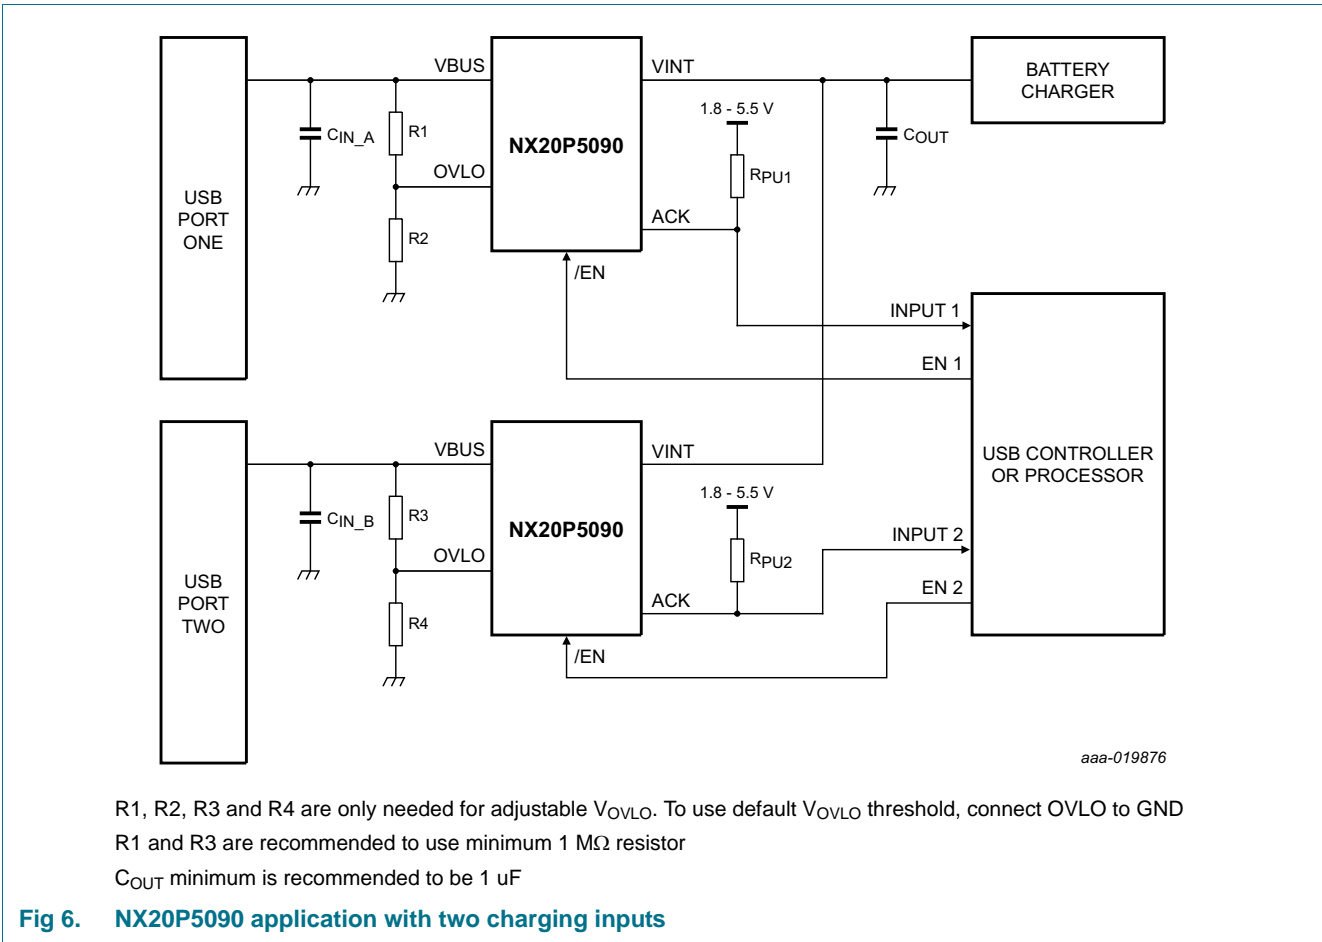 USB
PORT
ONE
CIN_A
R1
R2
VBUS
OVLO
NX20P5090
/EN
VINT
ACK
1.8 - 5.5 V
RPU1
COUT
BATTERY
CHARGER
INPUT 1
EN 1
USB CONTROLLER
OR PROCESSOR
INPUT 2
EN 2
USB
PORT
TWO
CIN_B
R3
R4
VBUS
OVLO
NX20P5090
/EN
VINT
ACK
1.8 - 5.5 V
RPU2
aaa-019876
R1, R2, R3 and R4 are only needed for adjustable VOVLO. To use default VOVLO threshold, connect OVLO to GND
R1 and R3 are recommended to use minimum 1 MΩ resistor
COUT minimum is recommended to be 1 uF
Fig 6. NX20P5090 application with two charging inputs